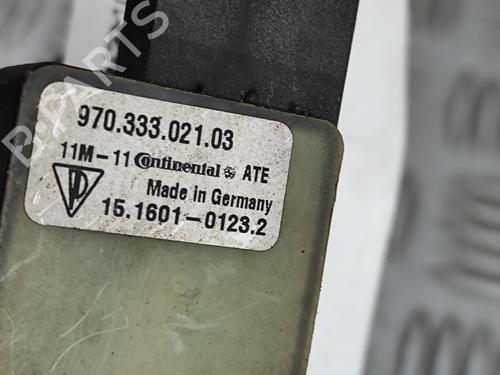 970.333.021.03
11M-11 Continental ATE
Made in Germany
15.1601-0123.2